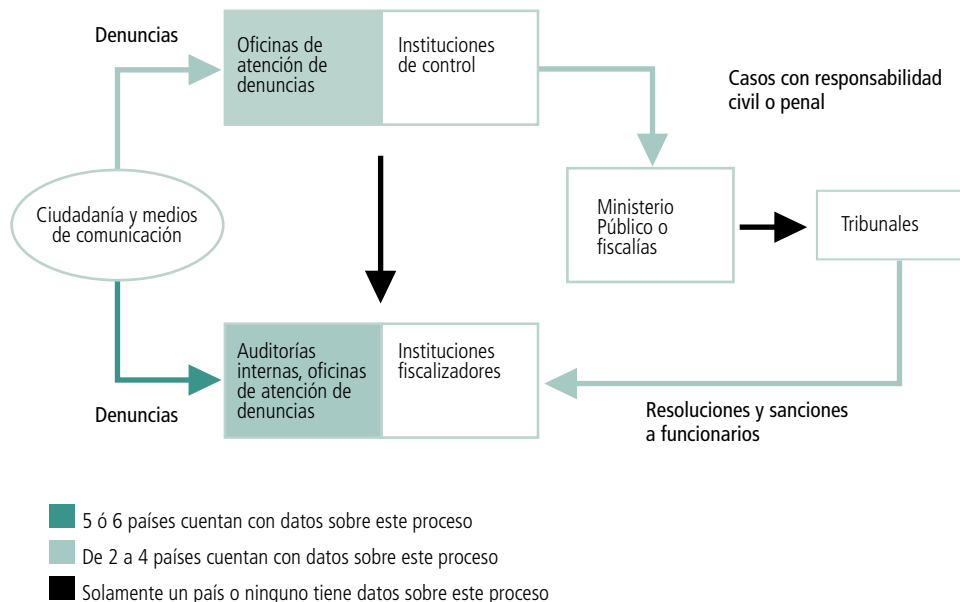 Denuncias
Oficinas de
atención de
denuncias
Instituciones
de control
Casos con responsabilidad
civil o penal
Ciudadanía y medios
de comunicación
Ministerio
Público o
fiscalías
Tribunales
Auditorías
internas, oficinas
de atención de
denuncias
Instituciones
fiscalizadores
Denuncias
Resoluciones y sanciones
a funcionarios
5 ó 6 países cuentan con datos sobre este proceso
De 2 a 4 países cuentan con datos sobre este proceso
Solamente un país o ninguno tiene datos sobre este proceso